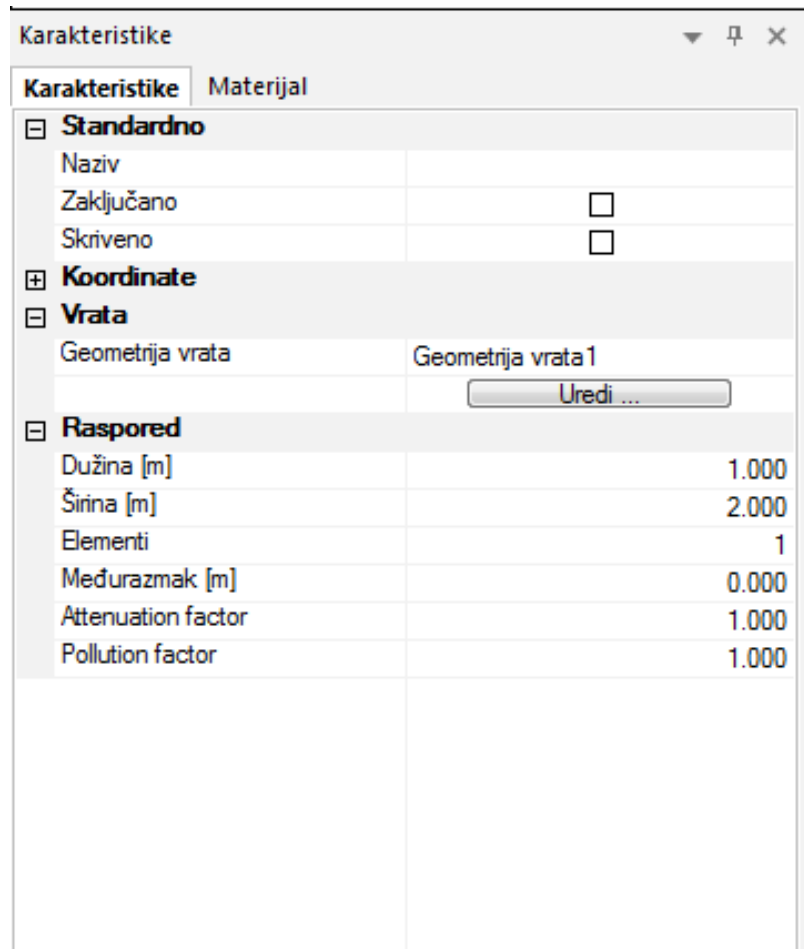 Karakteristike
Karakteristike Materijal
Standardno
Naziv
Zaključano
Skriveno
Koordinate
Vrata
Geometrija vrata Geometrija vrata1
Uredi ...
Raspored
Dužina [m] 1.000
Širina [m] 2.000
Elementi 1
Međurazmak [m] 0.000
Attenuation factor 1.000
Pollution factor 1.000